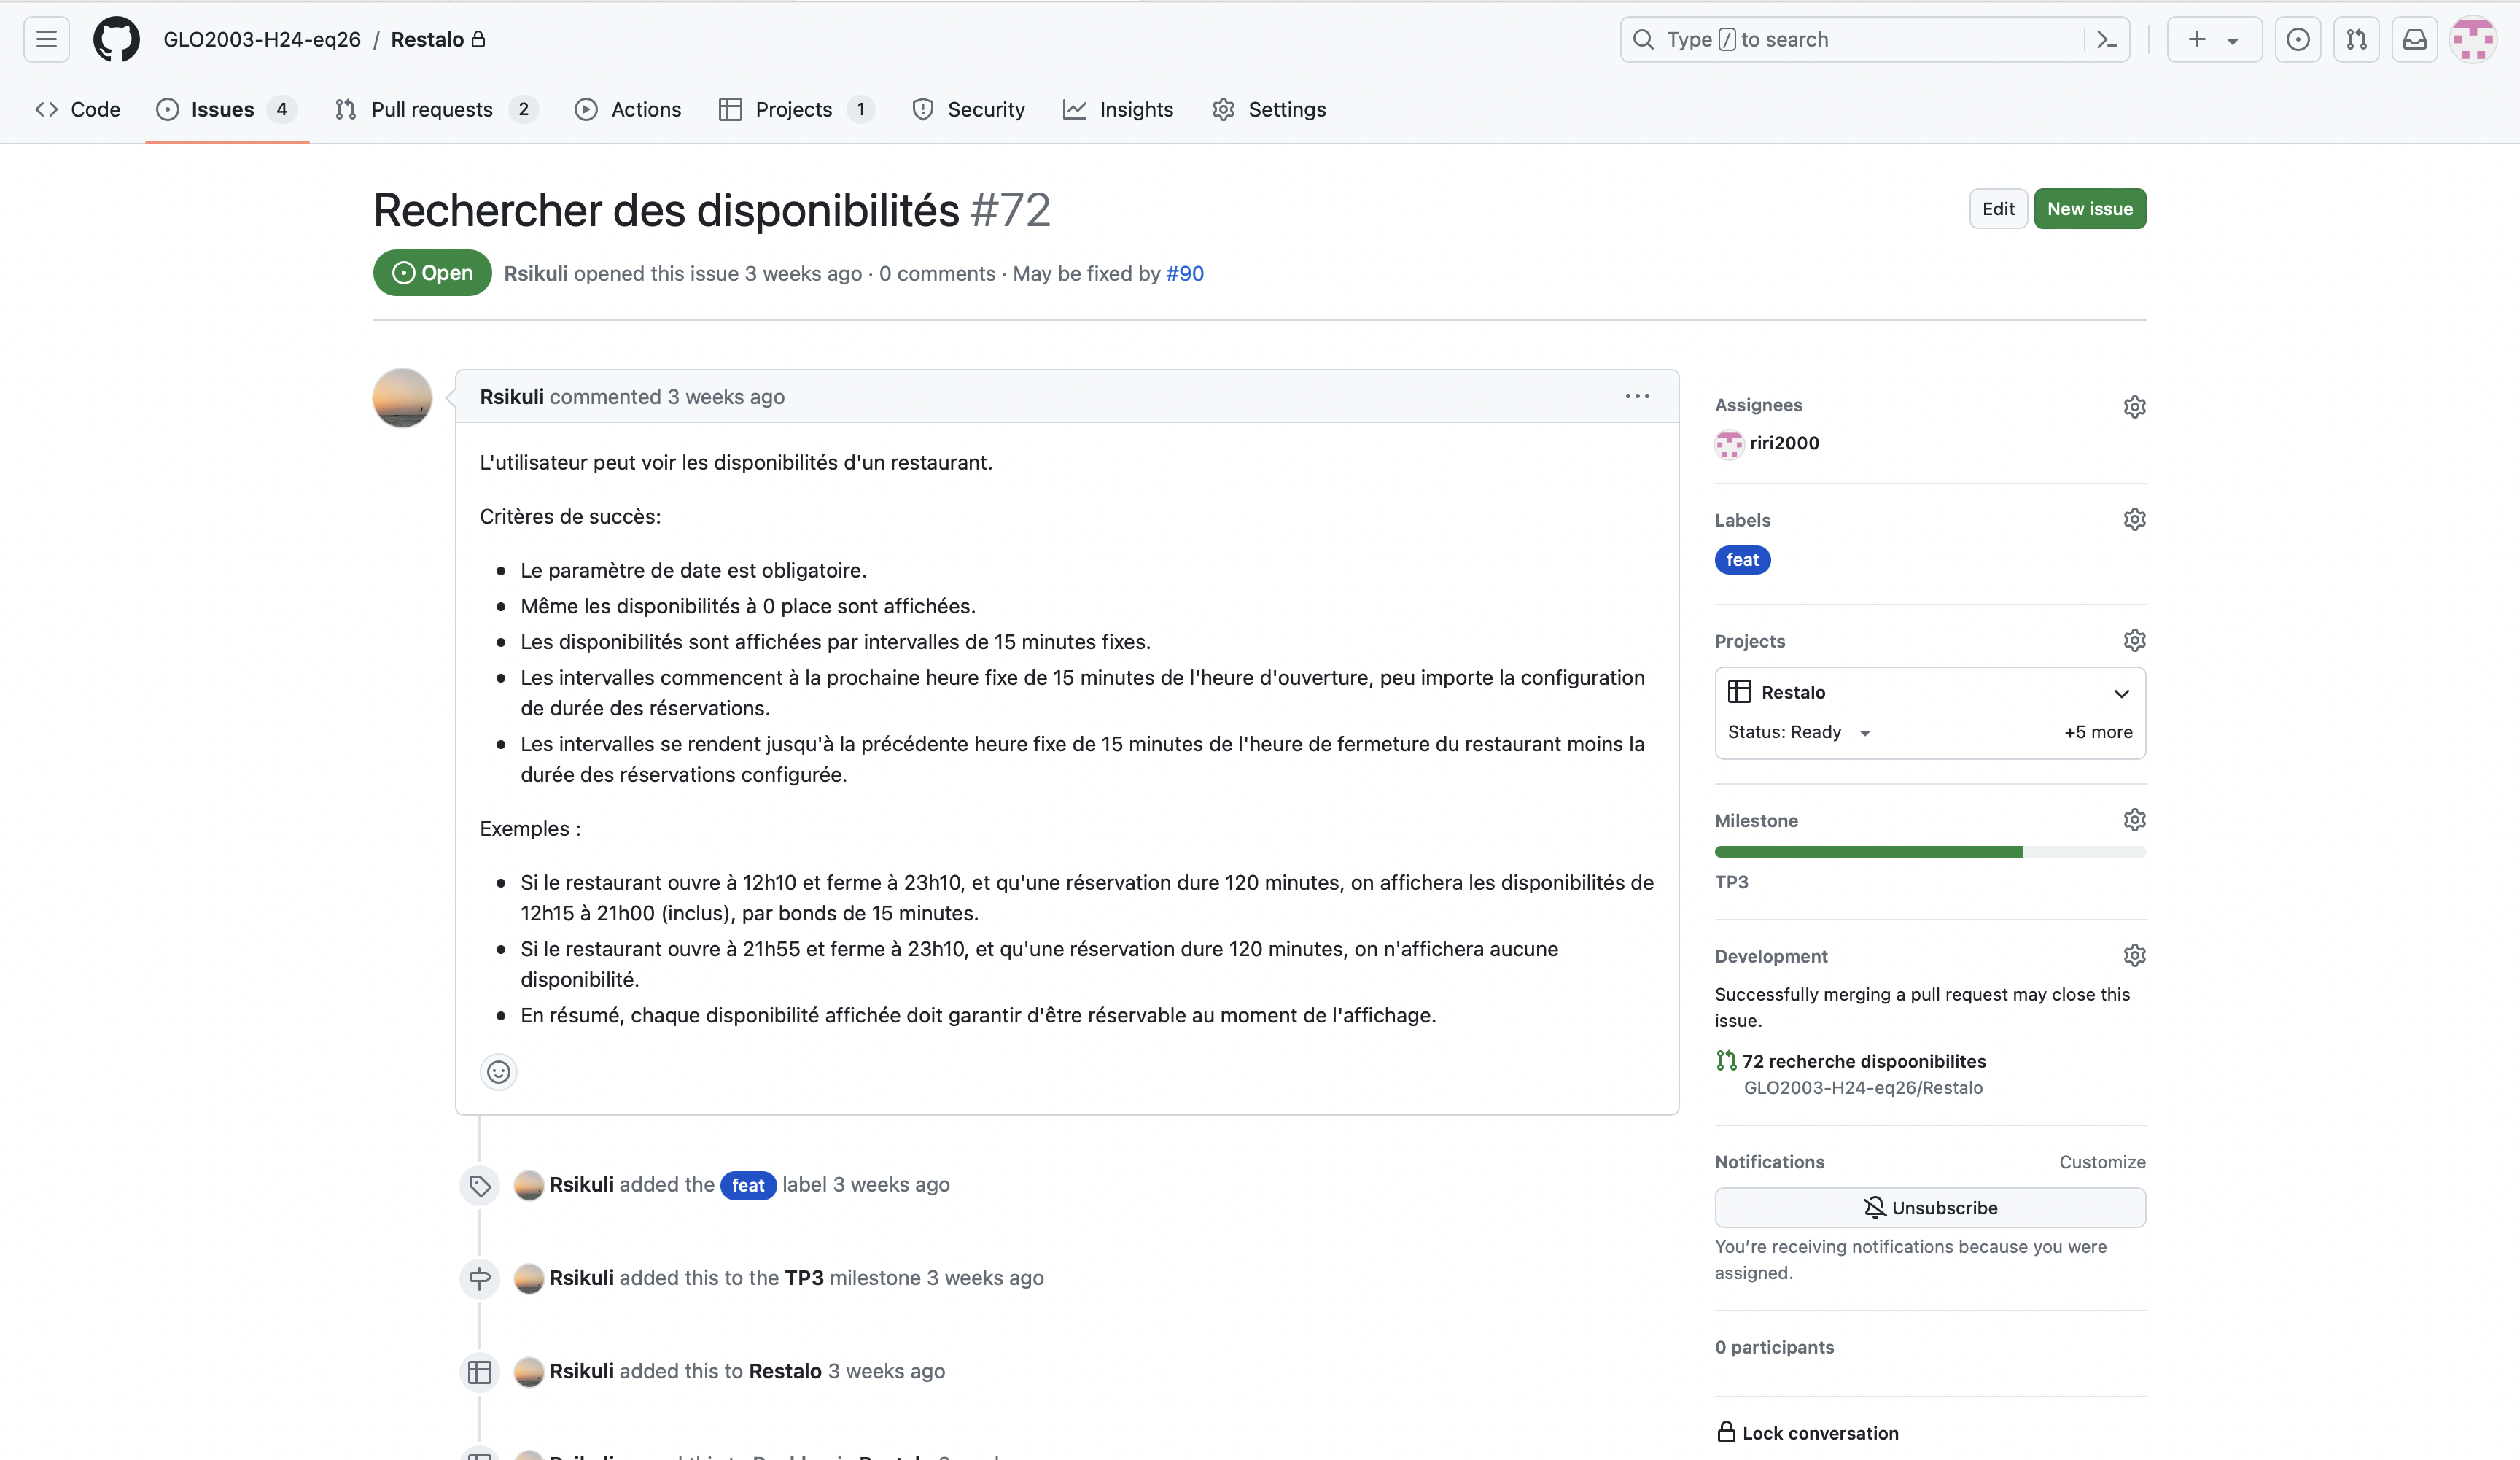 GLO2003-H24-eq26 / Restalo
Type / to search
Code
Issues 4
Pull requests 2
Actions
Projects 1
Security
Insights
Settings
Rechercher des disponibilités #72
Edit
New issue
Open
Rsikuli opened this issue 3 weeks ago · 0 comments · May be fixed by #90
Rsikuli commented 3 weeks ago
L'utilisateur peut voir les disponibilités d'un restaurant.
Critères de succès:
Le paramètre de date est obligatoire.
Même les disponibilités à 0 place sont affichées.
Les disponibilités sont affichées par intervalles de 15 minutes fixes.
Les intervalles commencent à la prochaine heure fixe de 15 minutes de l'heure d'ouverture, peu importe la configuration
de durée des réservations.
Les intervalles se rendent jusqu'à la précédente heure fixe de 15 minutes de l'heure de fermeture du restaurant moins la
durée des réservations configurée.
Exemples :
Si le restaurant ouvre à 12h10 et ferme à 23h10, et qu'une réservation dure 120 minutes, on affichera les disponibilités de
12h15 à 21h00 (inclus), par bonds de 15 minutes.
Si le restaurant ouvre à 21h55 et ferme à 23h10, et qu'une réservation dure 120 minutes, on n'affichera aucune
disponibilité.
En résumé, chaque disponibilité affichée doit garantir d'être réservable au moment de l'affichage.
Rsikuli added the feat label 3 weeks ago
Rsikuli added this to the TP3 milestone 3 weeks ago
Rsikuli added this to Restalo 3 weeks ago
Assignees
riri2000
Labels
feat
Projects
Restalo
Status: Ready
+5 more
Milestone
TP3
Development
Successfully merging a pull request may close this
issue.
72 recherche dispoonibilites
GLO2003-H24-eq26/Restalo
Notifications
Customize
Unsubscribe
You're receiving notifications because you were
assigned.
0 participants
Lock conversation